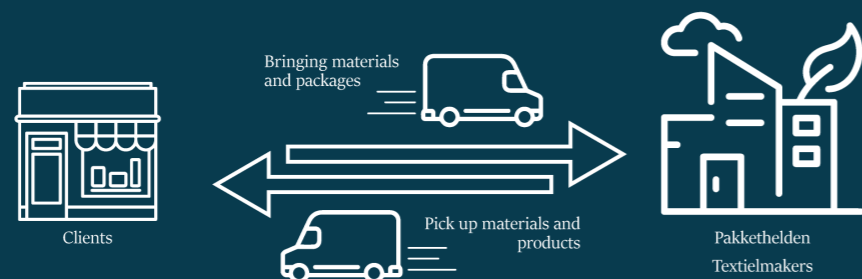 Bringing materials
and packages
Clients
Pick up materials and
products
Pakkethelden
Textielmakers